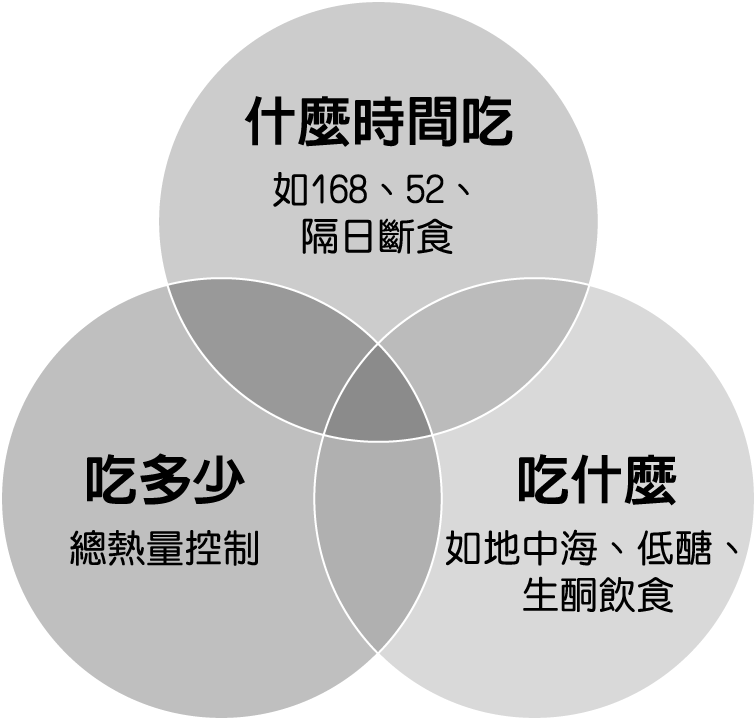 什麼時間吃
如168、52、
隔日斷食
吃多少
總熱量控制
吃什麼
如地中海、低醣、
生酮飲食